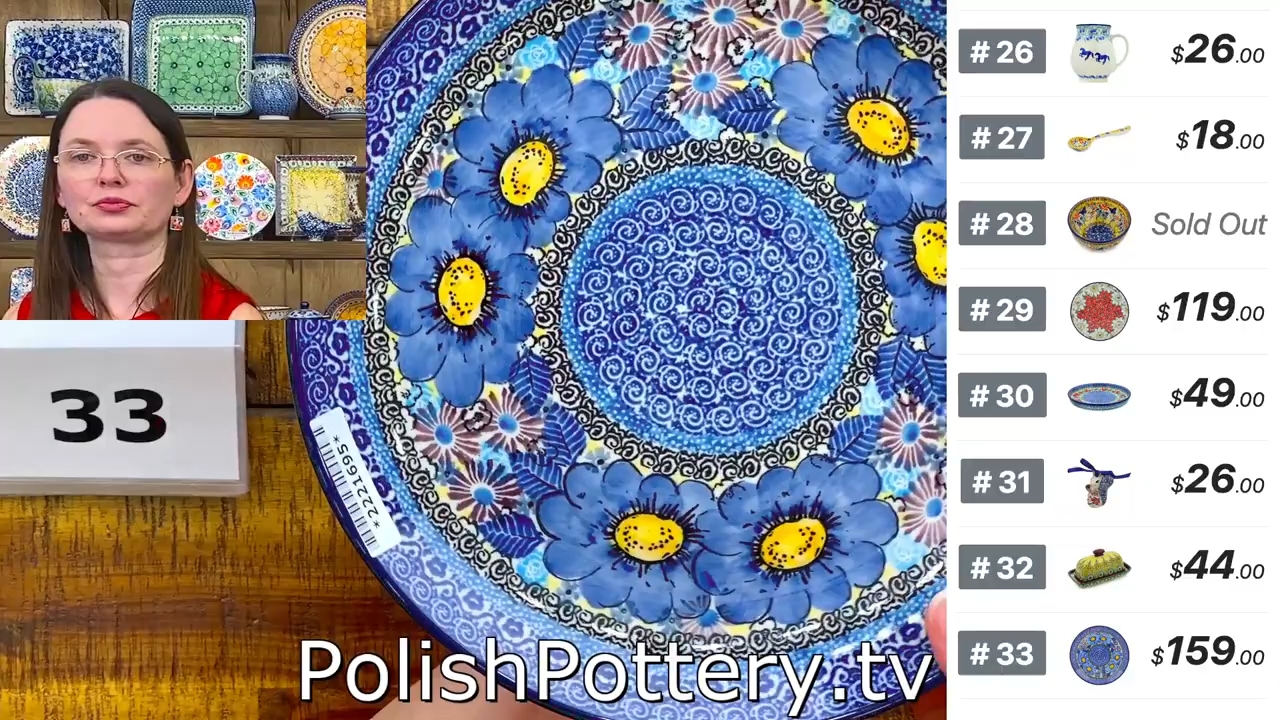 33
*2221695*
PolishPottery.tv
# 26 $26.00
# 27 $18.00
# 28 Sold Out
# 29 $119.00
# 30 $49.00
# 31 $26.00
# 32 $44.00
# 33 $159.00